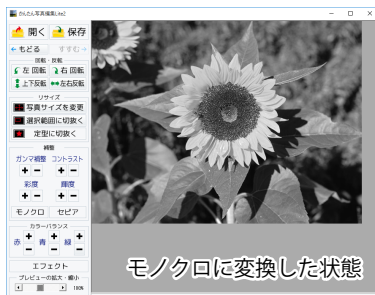 かんたん写真編集Lite2
開く 保存
もどる すすむ
回転・反転
左 回転 右 回転
上下反転 左右反転
リサイズ
写真サイズを変更
選択範囲に切抜く
定型に切抜く
補整
ガンマ補整 コントラスト
+ − + −
彩度 輝度
+ − + −
モノクロ セピア
カラーバランス
赤 + − 青 + − 緑 + −
エフェクト
プレビューの拡大・縮小
100%
モノクロに変換した状態